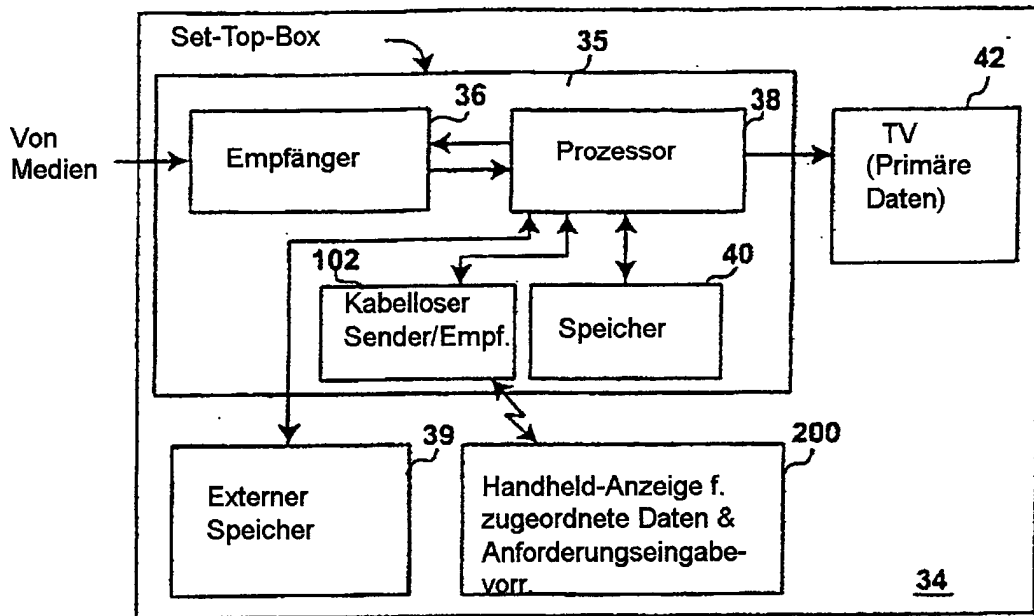 Set-Top-Box
35
42
36
38
Von
Medien
Empfänger
Prozessor
TV
(Primäre
Daten)
102
40
Kabelloser
Sender/Empf.
Speicher
39
200
Externer
Speicher
Handheld-Anzeige f.
zugeordnete Daten &
Anforderungseingabe-
vorr.
34